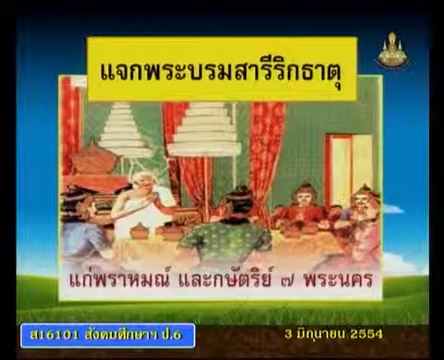 แจกพระบรมสารีริกธาตุ
แก่พราหมณ์ และกษัตริย์ ๗ พระนคร
ส16101 สังคมศึกษาฯ ป.6
3 มิถุนายน 2554